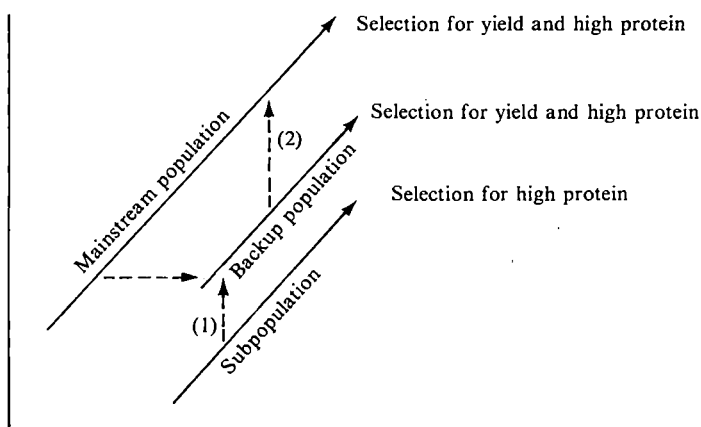 Selection for yield and high protein
Selection for yield and high protein
Selection for high protein
Mainstream population
(2)
Backup population
(1)
Subpopulation